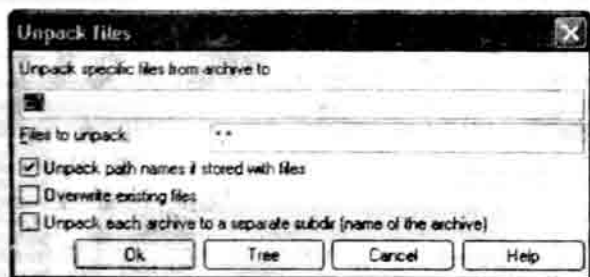 Unpack files
Unpack specific files from archive to
Files to unpack: *.*
Unpack path names if stored with files
Overwrite existing files
Unpack each archive to a separate subdir (name of the archive)
Ok Tree Cancel Help